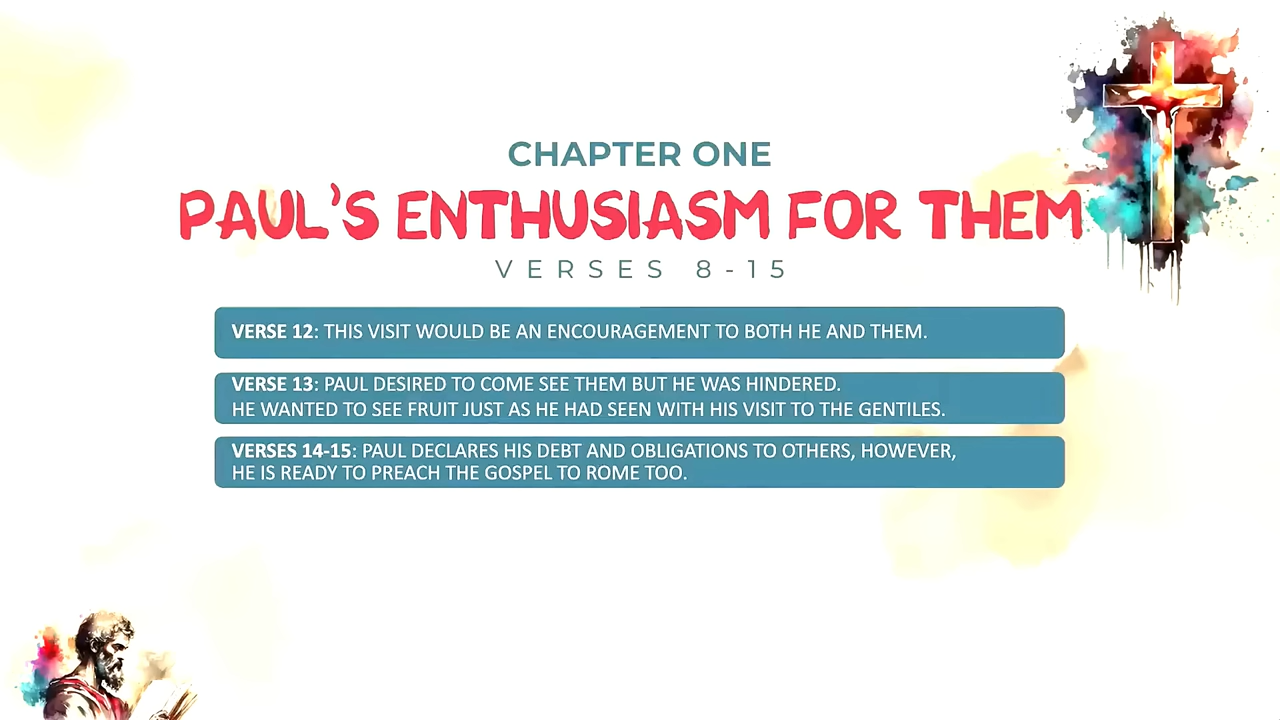 CHAPTER ONE
PAUL'S ENTHUSIASM FOR THEM
VERSES 8-15
VERSE 12: THIS VISIT WOULD BE AN ENCOURAGEMENT TO BOTH HE AND THEM.
VERSE 13: PAUL DESIRED TO COME SEE THEM BUT HE WAS HINDERED.
HE WANTED TO SEE FRUIT JUST AS HE HAD SEEN WITH HIS VISIT TO THE GENTILES.
VERSES 14-15: PAUL DECLARES HIS DEBT AND OBLIGATIONS TO OTHERS, HOWEVER,
HE IS READY TO PREACH THE GOSPEL TO ROME TOO.